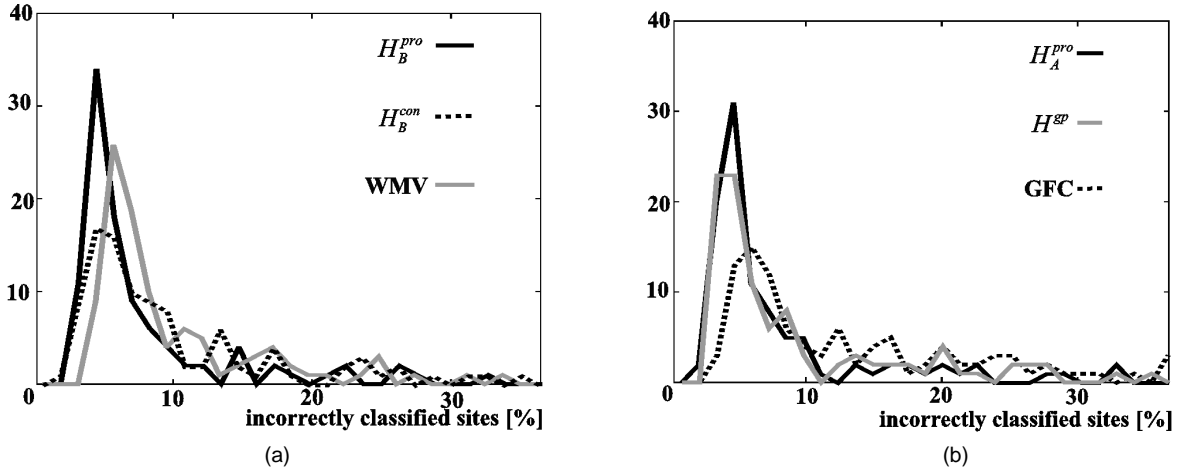 40
30
20
10
0
10
20
30
H_B^{pro}
H_B^{con}
WMV
incorrectly classified sites [%]
(a)
40
30
20
10
0
10
20
30
H_A^{pro}
H^{gp}
GFC
incorrectly classified sites [%]
(b)